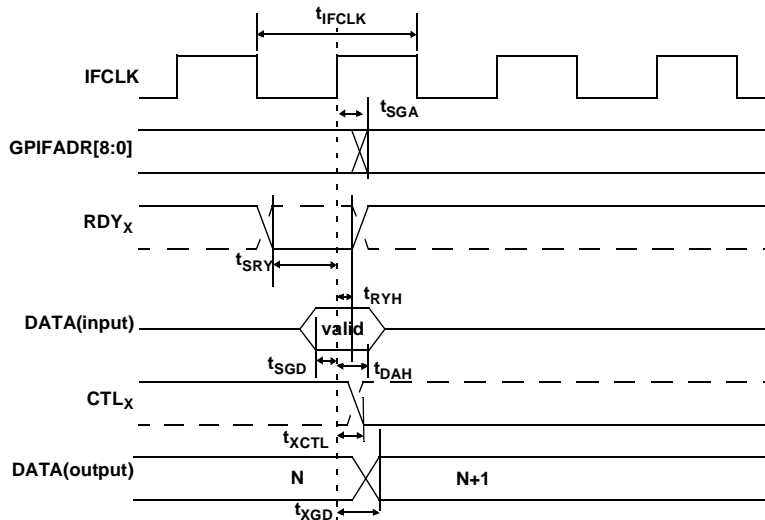 tIFCLK
IFCLK
tSGA
GPIFADR[8:0]
RDYX
tSRY
tRYH
DATA(input)
valid
tSGD
tDAH
CTLX
tXCTL
DATA(output)
N
N+1
tXGD